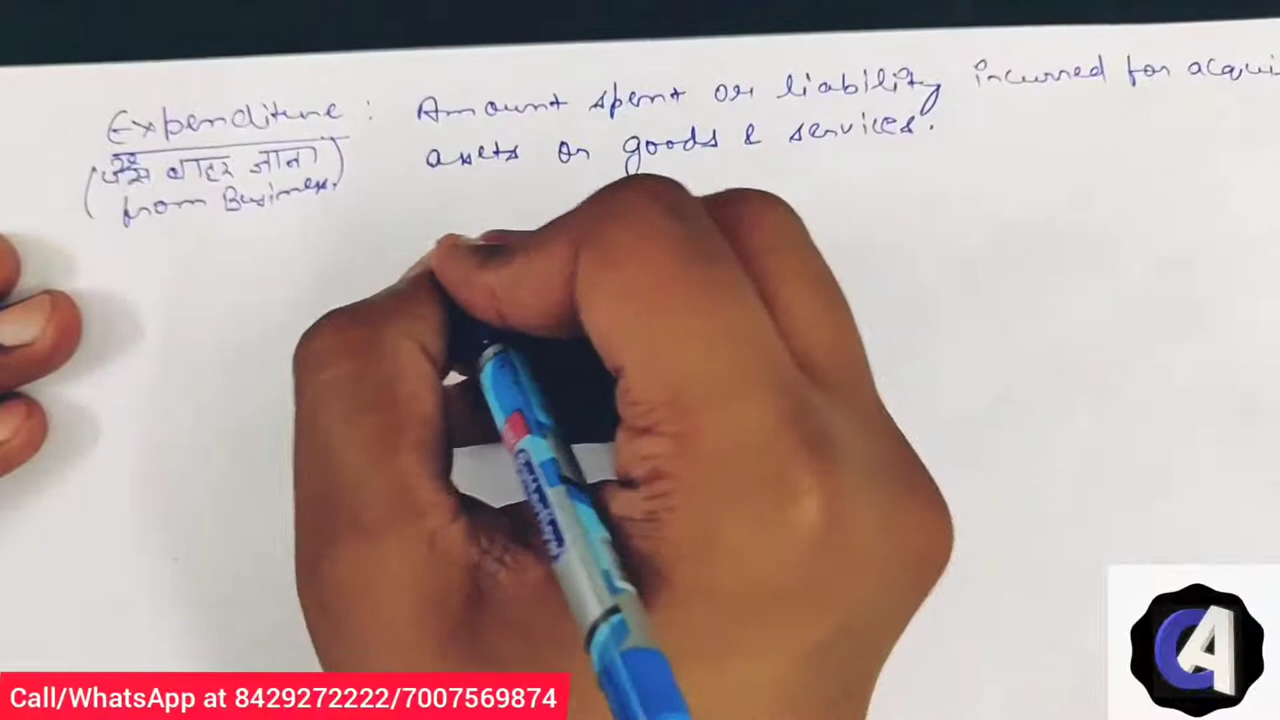 Expenditure : Amount spent or liability incurred for acqui
assets or goods & services.
(पैसे बाहर जाना
from Business)
CA
Call/WhatsApp at 8429272222/7007569874